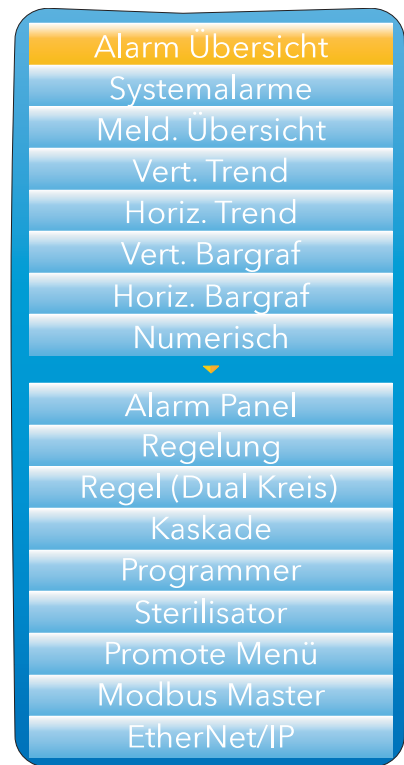 Alarm Übersicht
Systemalarme
Meld. Übersicht
Vert. Trend
Horiz. Trend
Vert. Bargraf
Horiz. Bargraf
Numerisch
Alarm Panel
Regelung
Regel (Dual Kreis)
Kaskade
Programmer
Sterilisator
Promote Menü
Modbus Master
EtherNet/IP